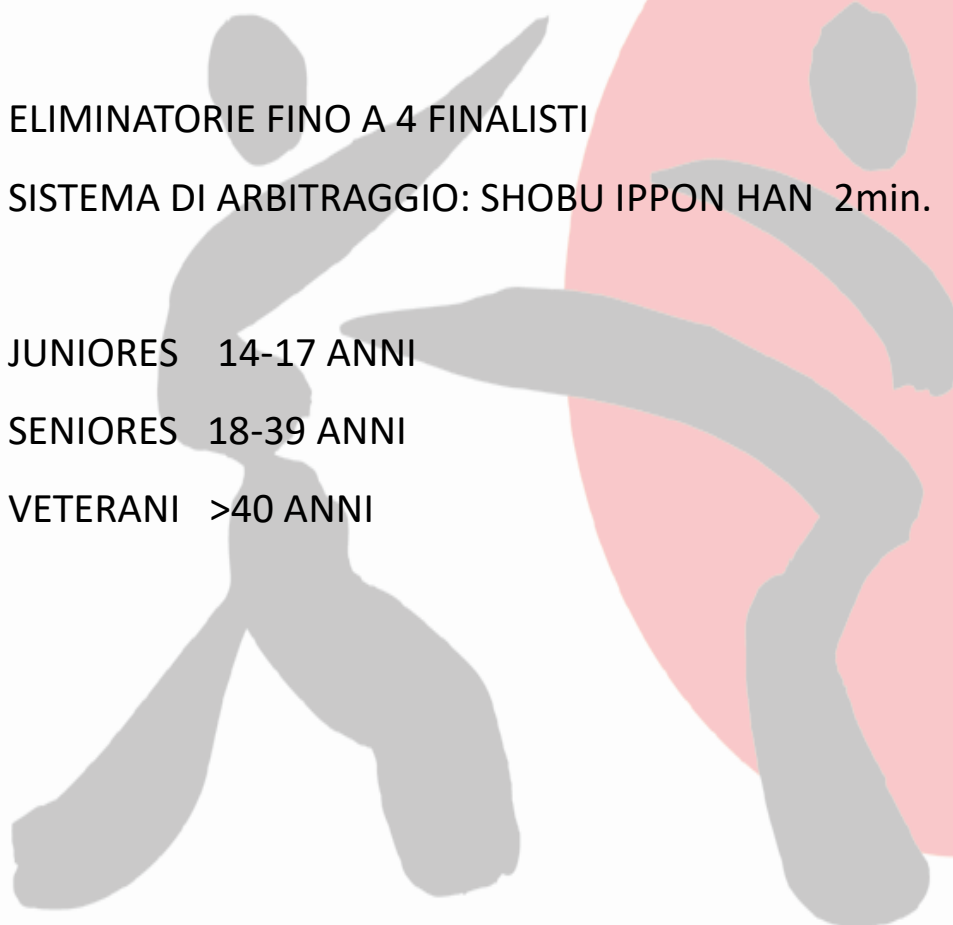 ELIMINATORIE FINO A 4 FINALISTI
SISTEMA DI ARBITRAGGIO: SHOBU IPPON HAN  2min.
JUNIORES    14-17 ANNI
SENIORES   18-39 ANNI
VETERANI   >40 ANNI